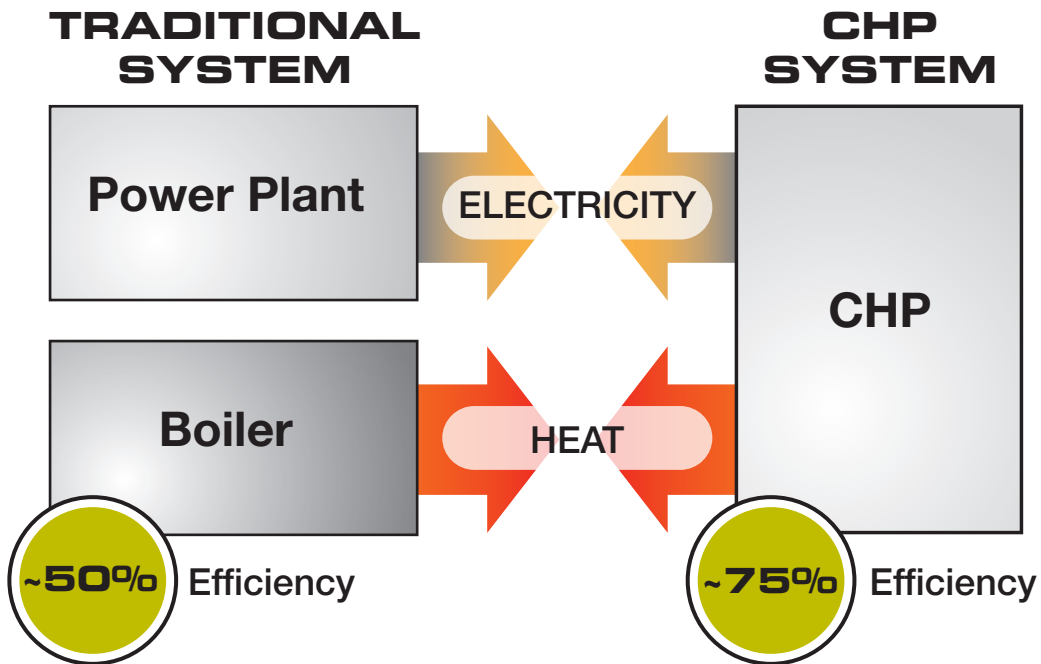 TRADITIONAL
SYSTEM
CHP
SYSTEM
Power Plant
ELECTRICITY
CHP
Boiler
HEAT
~50% Efficiency
~75% Efficiency